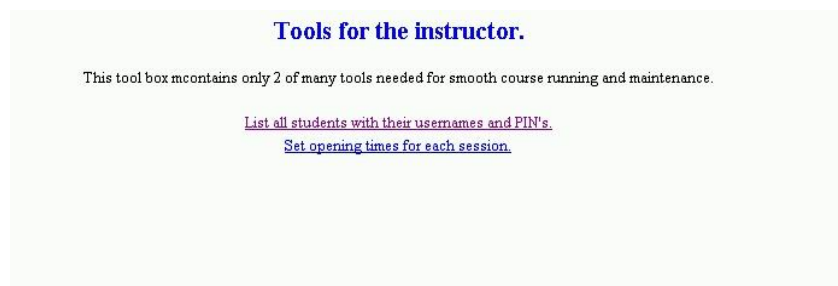 Tools for the instructor.
This tool box mcontains only 2 of many tools needed for smooth course running and maintenance.
List all students with their usernames and PIN's.
Set opening times for each session.